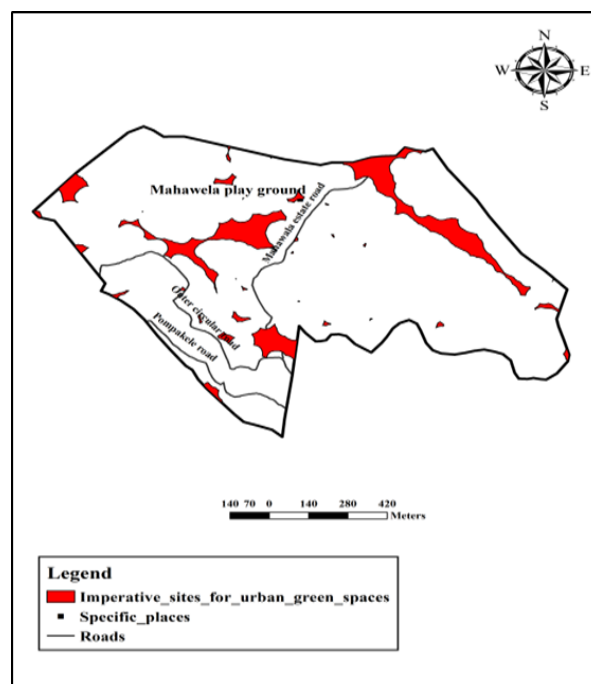 N
W E
S
Mahawela play ground
Mahawala estate road
Outer circular road
Pompakele road
140 70 0 140 280 420
Meters
Legend
Imperative_sites_for_urban_green_spaces
Specific_places
Roads